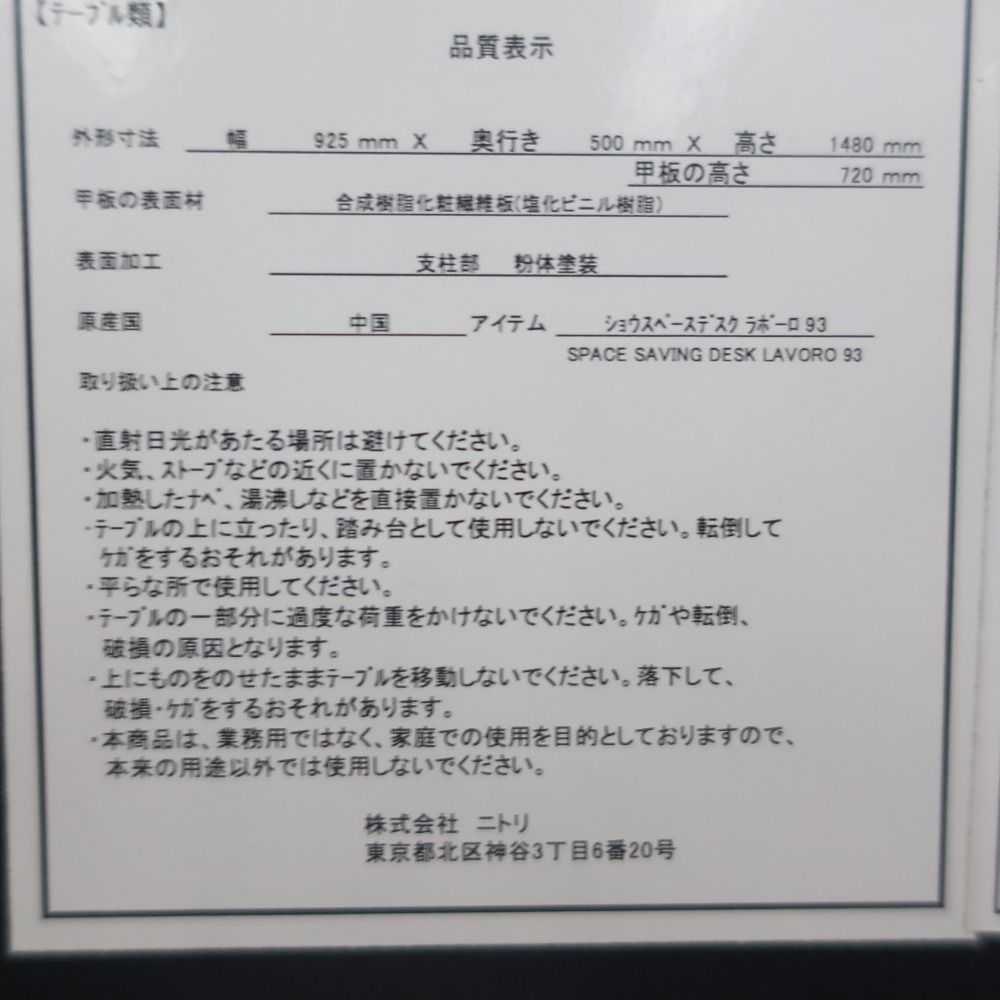 【テーブル類】
品質表示
外形寸法 幅 925 mm X 奥行き 500 mm X 高さ 1480 mm
甲板の高さ 720 mm
甲板の表面材 合成樹脂化粧繊維板(塩化ビニル樹脂)
表面加工 支柱部 粉体塗装
原産国 中国 アイテム ｼｮｳｽﾍﾟｰｽﾃﾞｽｸ ﾗﾎﾞｰﾛ 93
SPACE SAVING DESK LAVORO 93
取り扱い上の注意
・直射日光があたる場所は避けてください。
・火気、ｽﾄｰﾌﾞなどの近くに置かないでください。
・加熱したﾅﾍﾞ、湯沸しなどを直接置かないでください。
・ﾃｰﾌﾞﾙの上に立ったり、踏み台として使用しないでください。転倒して
ｹｶﾞをするおそれがあります。
・平らな所で使用してください。
・ﾃｰﾌﾞﾙの一部分に過度な荷重をかけないでください。ｹｶﾞや転倒、
破損の原因となります。
・上にものをのせたままﾃｰﾌﾞﾙを移動しないでください。落下して、
破損・ｹｶﾞをするおそれがあります。
・本商品は、業務用ではなく、家庭での使用を目的としておりますので、
本来の用途以外では使用しないでください。
株式会社 ニトリ
東京都北区神谷3丁目6番20号